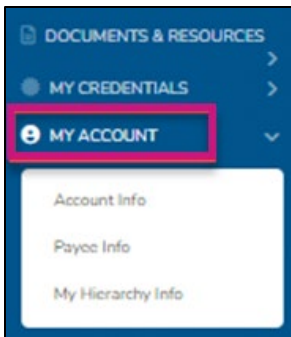 DOCUMENTS & RESOURCES
MY CREDENTIALS
MY ACCOUNT
Account Info
Payee Info
My Hierarchy Info